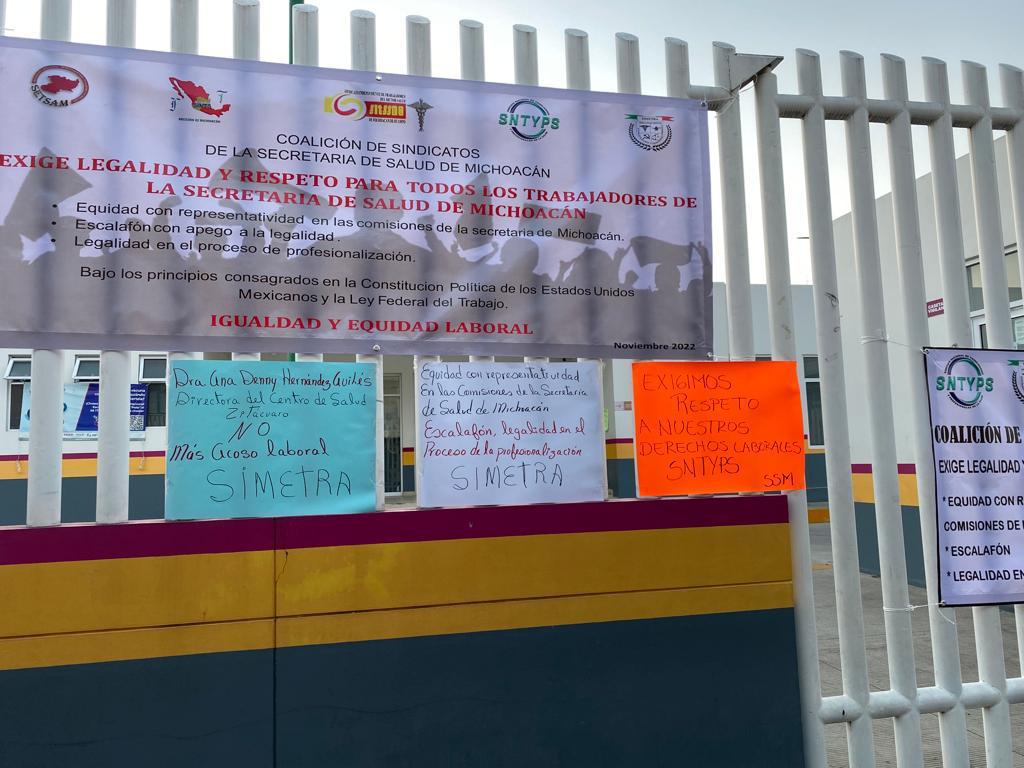 SETSAM
SNTYPS
COALICIÓN DE SINDICATOS
DE LA SECRETARIA DE SALUD DE MICHOACÁN
EXIGE LEGALIDAD Y RESPETO PARA TODOS LOS TRABAJADORES DE
LA SECRETARIA DE SALUD DE MICHOACÁN
• Equidad con representatividad en las comisiones de la secretaria de Michoacán.
• Escalafón con apego a la legalidad.
• Legalidad en el proceso de profesionalización.
Bajo los principios consagrados en la Constitucion Política de los Estados Unidos
Mexicanos y la Ley Federal del Trabajo.
IGUALDAD Y EQUIDAD LABORAL
Noviembre 2022
Dra Ana Denny Hernández Avilés
Directora del Centro de Salud
Zitácuaro
NO
Más Acoso laboral
SIMETRA
Equidad con representatividad
En las Comisiones de la Secretaria
de Salud de Michoacán
Escalafón, legalidad en el
Proceso de la profesionalización
SIMETRA
EXIGIMOS
RESPETO
A NUESTROS
DERECHOS LABORALES
SNTYPS
SSM
SNTYPS
COALICIÓN DE
EXIGE LEGALIDAD Y
* EQUIDAD CON R
COMISIONES DE
* ESCALAFÓN
* LEGALIDAD EN